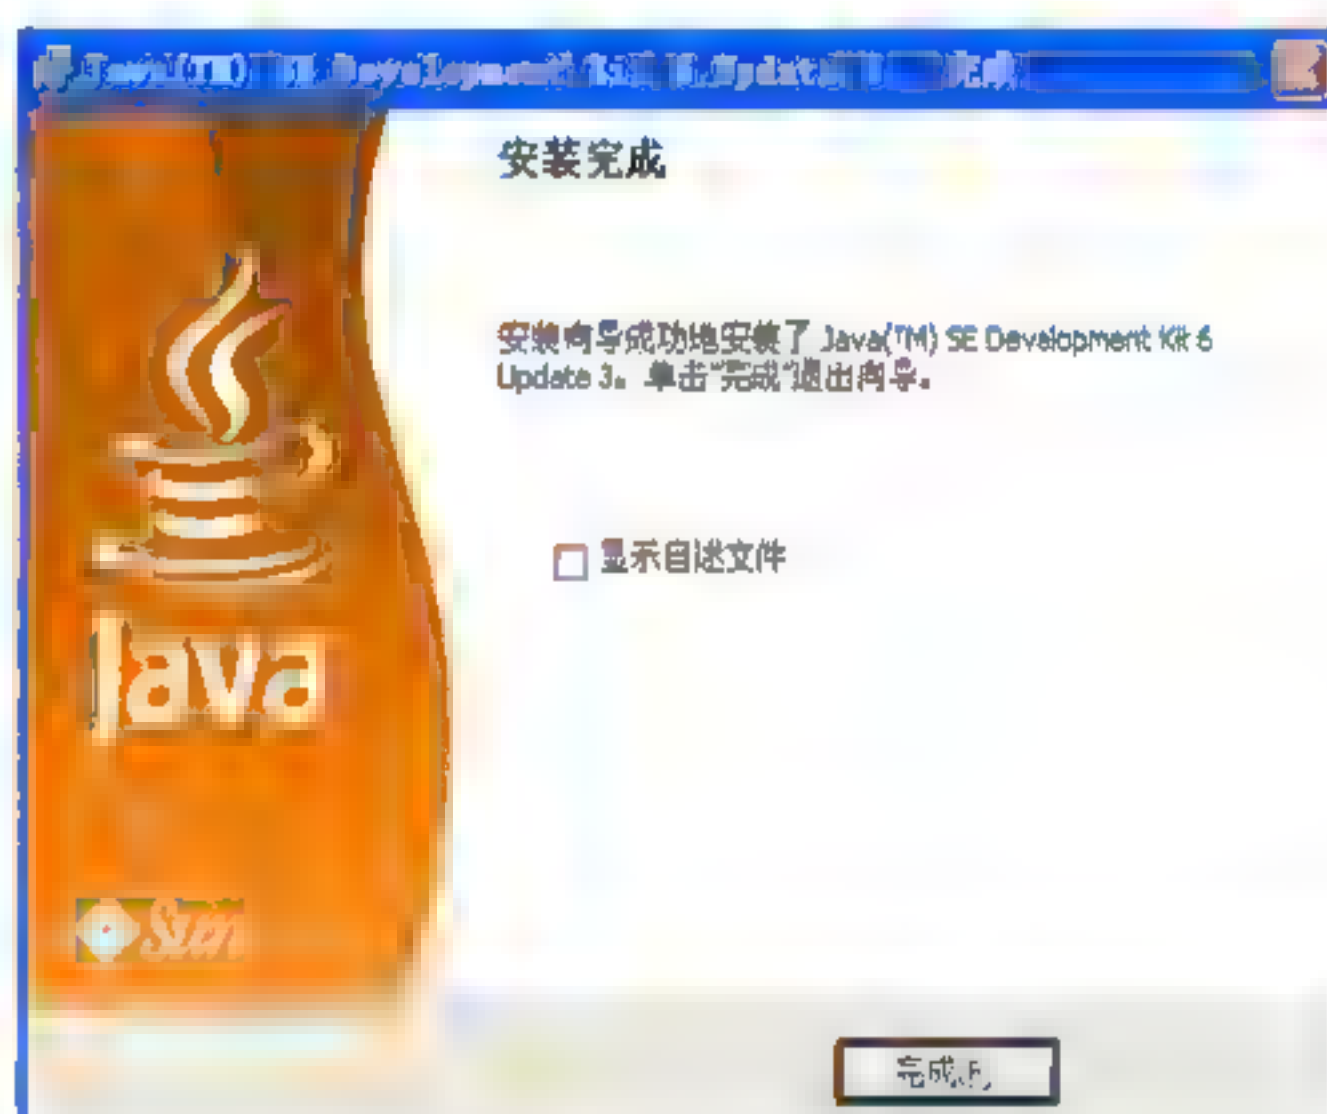 安装完成
安装向导成功地安装了 Java(TM) SE Development Kit 6
Update 3。单击“完成”退出向导。
显示自述文件
Java
Sun
完成